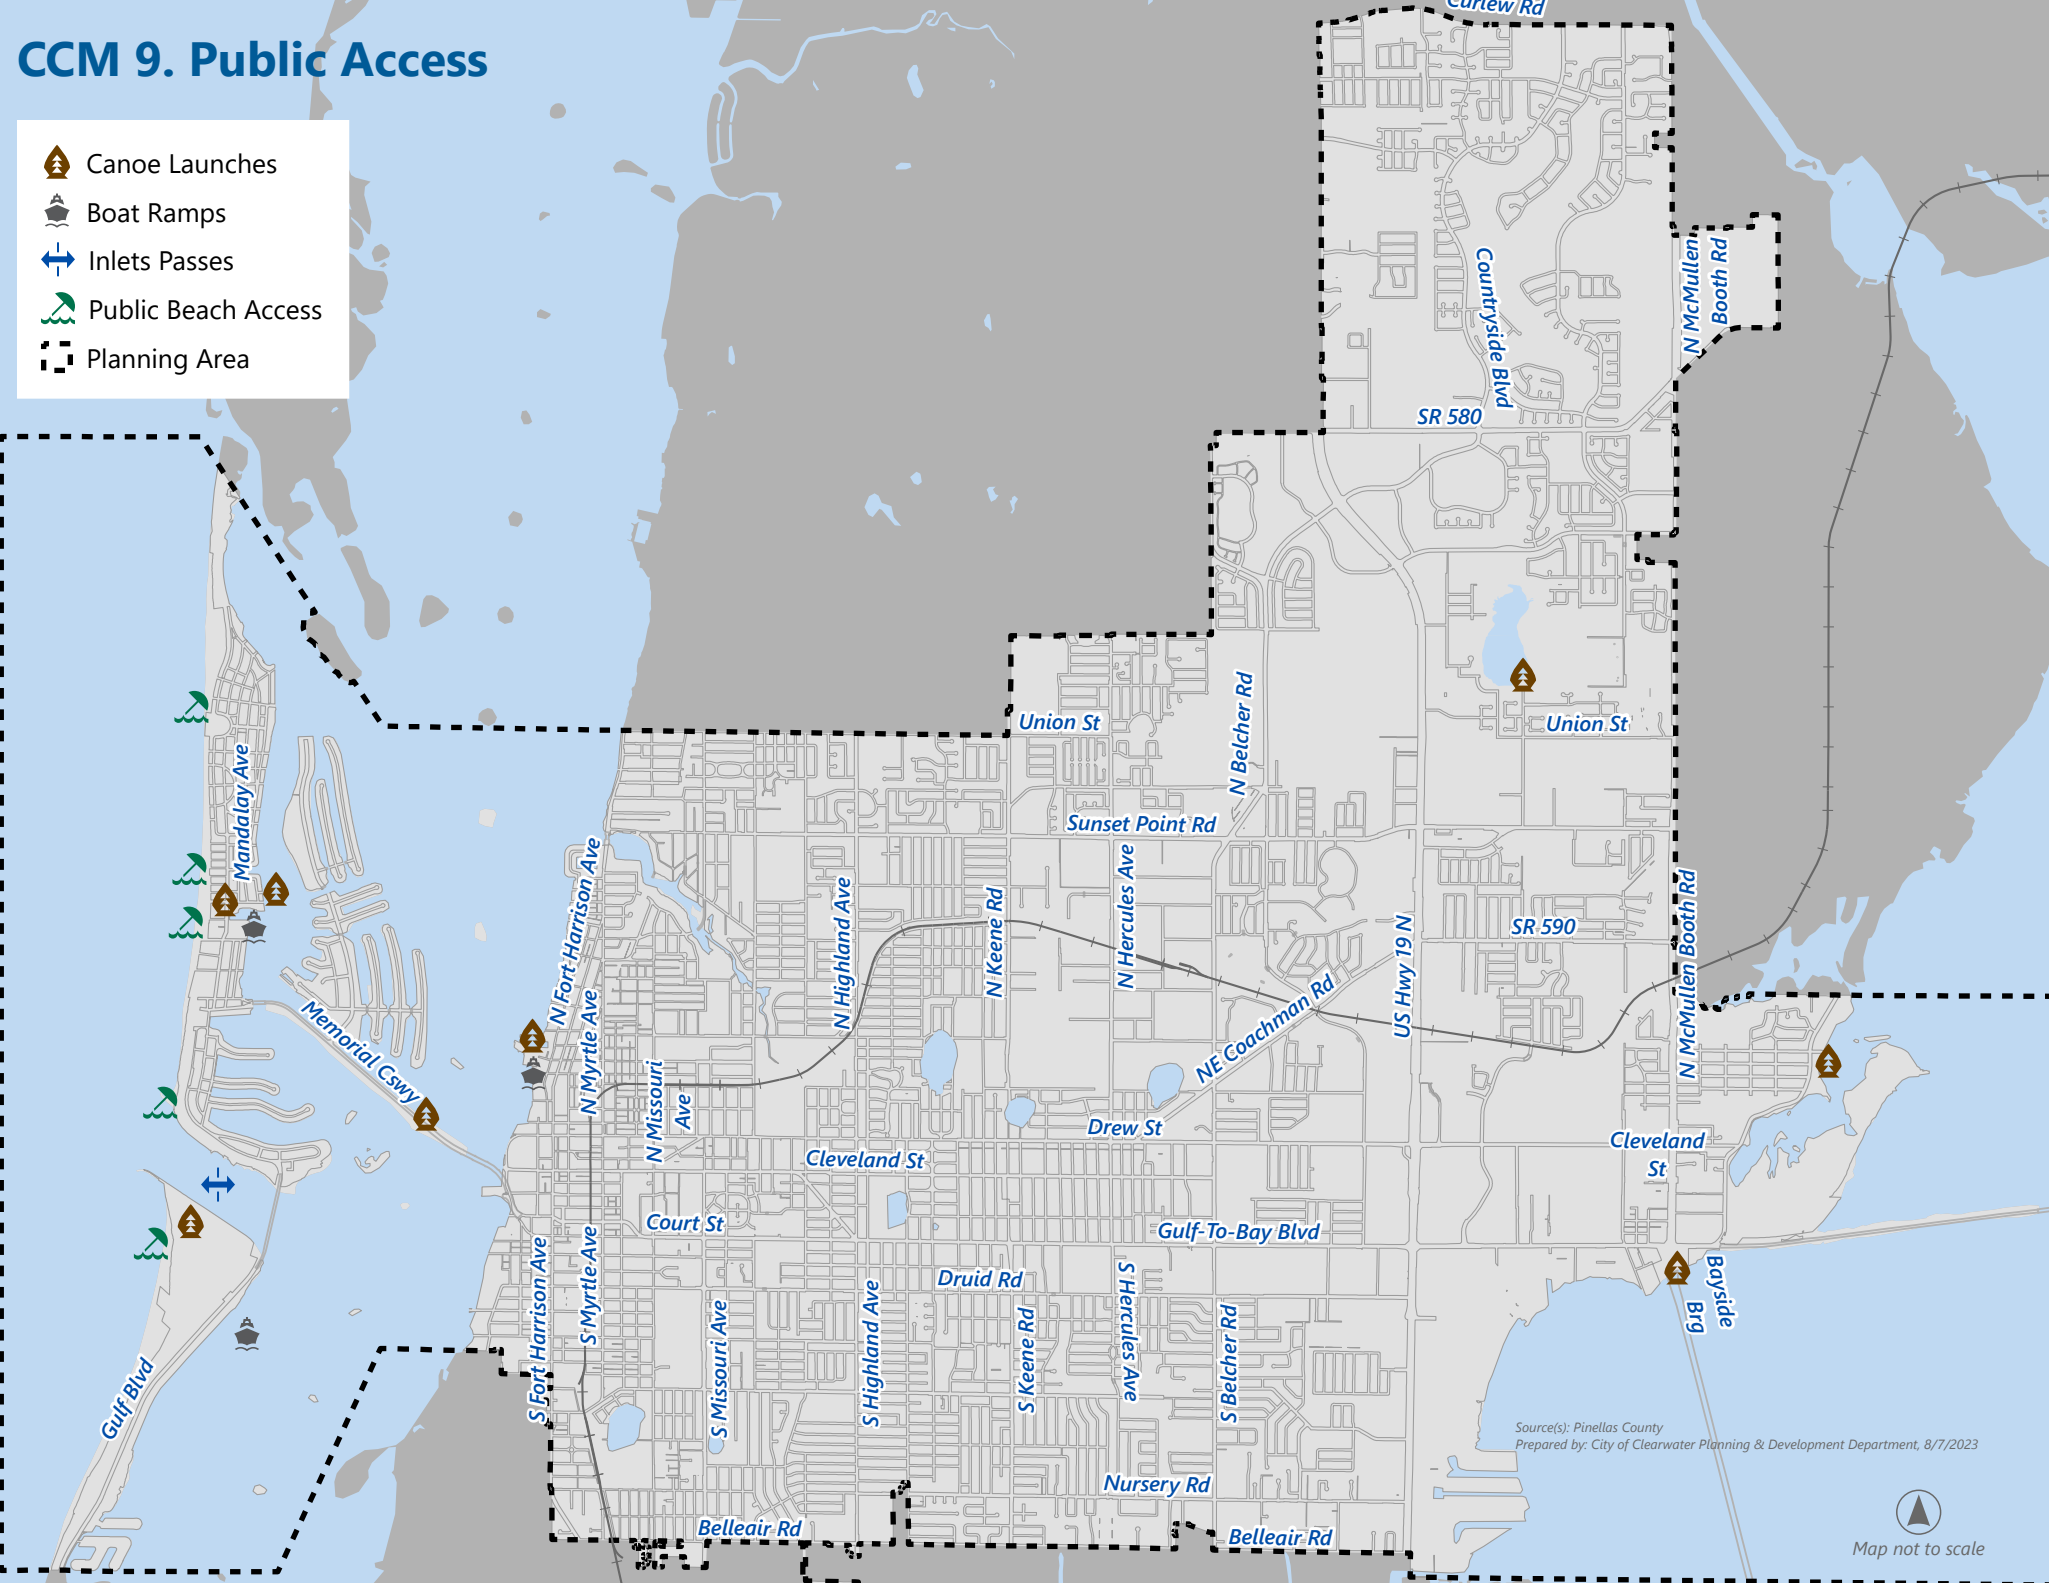 Curlew Rd
CCM 9. Public Access
Canoe Launches
Boat Ramps
Inlets Passes
Public Beach Access
Planning Area
N McMullen
Booth Rd
Countryside Blvd
SR 580
Union St
N Belcher Rd
Union St
Mandalay Ave
Sunset Point Rd
N Fort Harrison Ave
N Highland Ave
N Keene Rd
N Hercules Ave
US Hwy 19 N
SR 590
N McMullen Booth Rd
Memorial Cswy
N Myrtle Ave
N Missouri
Ave
NE Coachman Rd
Drew St
Cleveland St
Cleveland
St
Court St
Gulf-To-Bay Blvd
S Fort Harrison Ave
S Myrtle Ave
Druid Rd
S Missouri Ave
S Highland Ave
S Keene Rd
S Hercules Ave
S Belcher Rd
Bayside
Brg
Gulf Blvd
Source(s): Pinellas County
Prepared by: City of Clearwater Planning & Development Department, 8/7/2023
Nursery Rd
Belleair Rd
Belleair Rd
Map not to scale